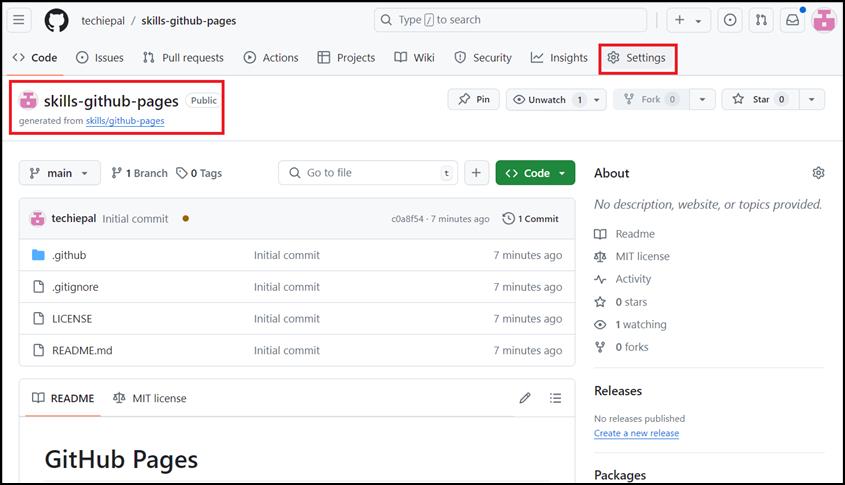 techiepal / skills-github-pages
Type / to search
Code Issues Pull requests Actions Projects Wiki Security Insights Settings
skills-github-pages Public
generated from skills/github-pages
Pin Unwatch 1 Fork 0 Star 0
main 1 Branch 0 Tags Go to file t Code
techiepal Initial commit c0a8f54 · 7 minutes ago 1 Commit
.github Initial commit 7 minutes ago
.gitignore Initial commit 7 minutes ago
LICENSE Initial commit 7 minutes ago
README.md Initial commit 7 minutes ago
README MIT license
GitHub Pages
About
No description, website, or topics provided.
Readme
MIT license
Activity
0 stars
1 watching
0 forks
Releases
No releases published
Create a new release
Packages